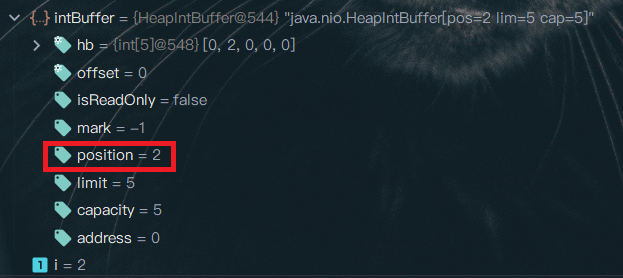 {...} intBuffer = {HeapIntBuffer@544} "java.nio.HeapIntBuffer[pos=2 lim=5 cap=5]"
hb = {int[5]@548} [0, 2, 0, 0, 0]
offset = 0
isReadOnly = false
mark = -1
position = 2
limit = 5
capacity = 5
address = 0
1 i = 2